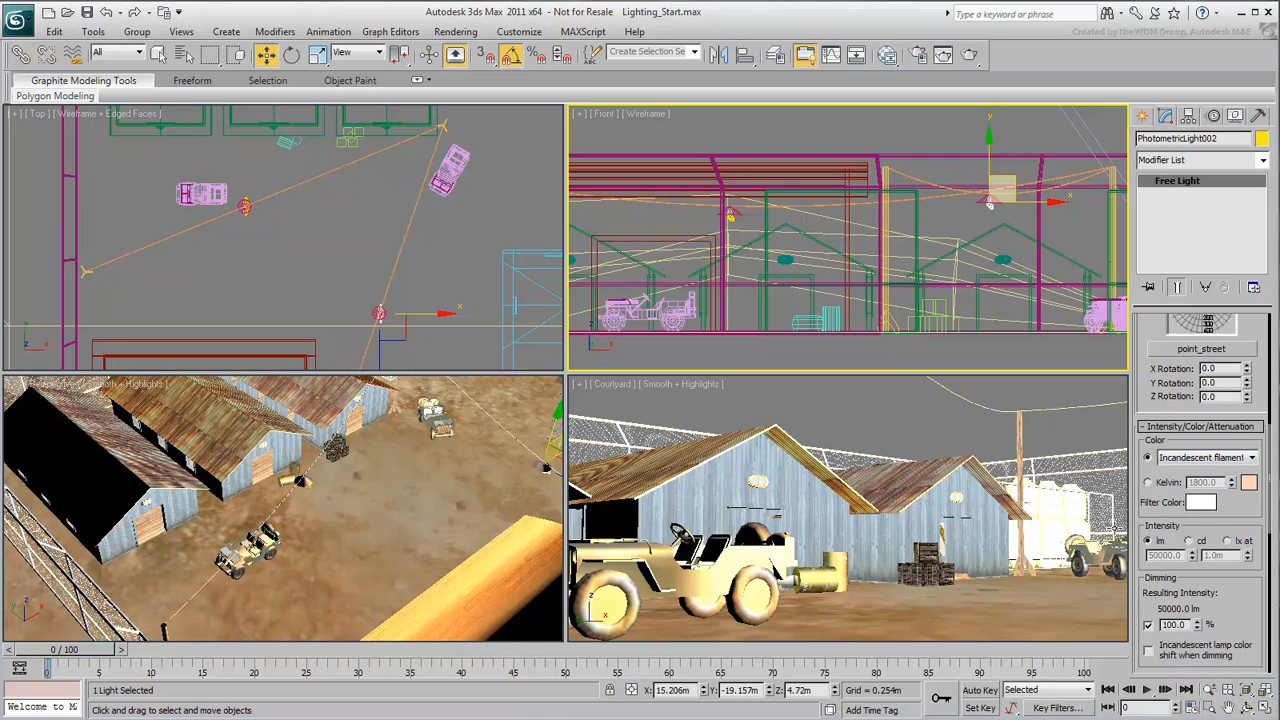 Autodesk 3ds Max 2011 x64 - Not for Resale Lighting_Start.max
Type a keyword or phrase
Edit Tools Group Views Create Modifiers Animation Graph Editors Rendering Customize MAXScript Help
Created by the WGM Group, Autodesk M&E
All View Create Selection Se
Graphite Modeling Tools Freeform Selection Object Paint
Polygon Modeling
[ + ] [ Top ] [ Wireframe + Edged Faces ]
[ + ] [ Front ] [ Wireframe ]
PhotometricLight002
Modifier List
Free Light
point_street
X Rotation: 0.0
Y Rotation: 0.0
Z Rotation: 0.0
[ + ] [ Courtyard ] [ Smooth + Highlights ]
- Intensity/Color/Attenuation
Color
Incandescent filament
Kelvin: 1800.0
Filter Color:
Intensity
lm cd lx at
50000.0 1.0m
Dimming
Resulting Intensity:
50000.0 lm
100.0 %
Incandescent lamp color
shift when dimming
< 0 / 100 >
0 5 10 15 20 25 30 35 40 45 50 55 60 65 70 75 80 85 90 95 100
1 Light Selected X: 15.206m Y: -19.157m Z: 4.72m Grid = 0.254m Auto Key Selected
Welcome to M Click and drag to select and move objects Add Time Tag Set Key Key Filters... 0